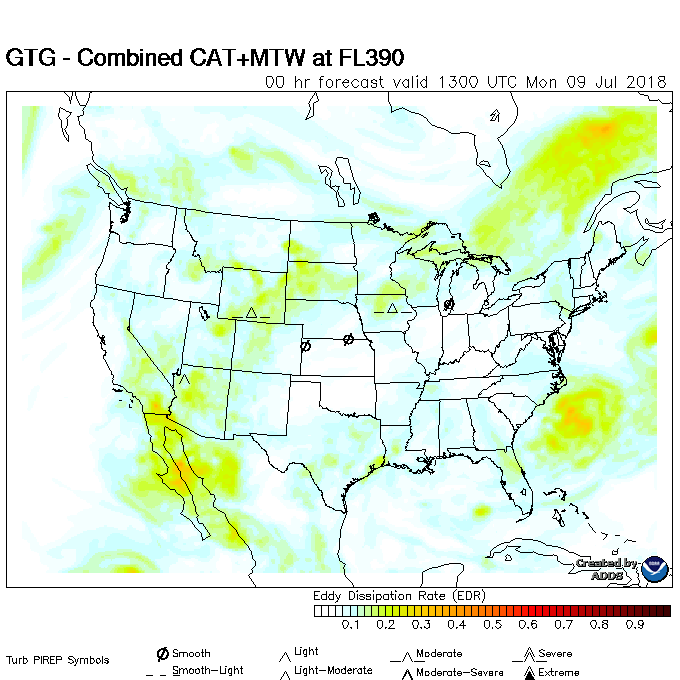 GTG - Combined CAT+MTW at FL390
00 hr forecast valid 1300 UTC Mon 09 Jul 2018
Created by
ADDS
Eddy Dissipation Rate (EDR)
0.1 0.2 0.3 0.4 0.5 0.6 0.7 0.8 0.9
Turb PIREP Symbols
Smooth Light Moderate Severe
Smooth-Light Light-Moderate Moderate-Severe Extreme